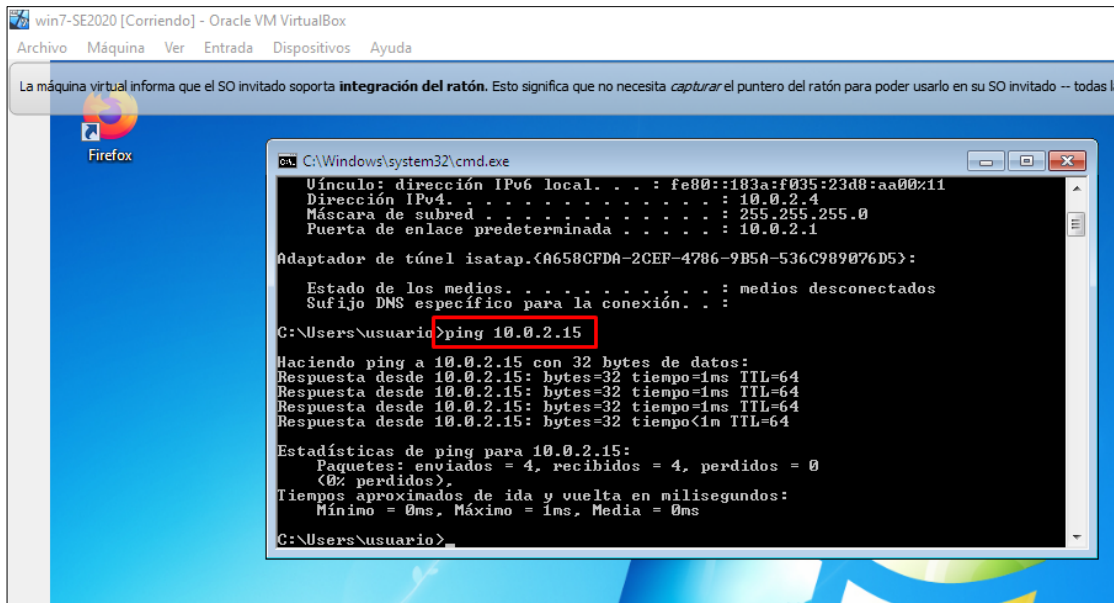 win7-SE2020 [Corriendo] - Oracle VM VirtualBox
Archivo Máquina Ver Entrada Dispositivos Ayuda
La máquina virtual informa que el SO invitado soporta integración del ratón. Esto significa que no necesita capturar el puntero del ratón para poder usarlo en su SO invitado -- todas l
Firefox
C:\Windows\system32\cmd.exe
Vínculo: dirección IPv6 local. . . : fe80::183a:f035:23d8:aa00%11
Dirección IPv4. . . . . . . . . . . . . . : 10.0.2.4
Máscara de subred . . . . . . . . . . . . : 255.255.255.0
Puerta de enlace predeterminada . . . . . : 10.0.2.1
Adaptador de túnel isatap.{A658CFDA-2CEF-4786-9B5A-536C989076D5}:
Estado de los medios. . . . . . . . . . . : medios desconectados
Sufijo DNS específico para la conexión. . :
C:\Users\usuario>ping 10.0.2.15
Haciendo ping a 10.0.2.15 con 32 bytes de datos:
Respuesta desde 10.0.2.15: bytes=32 tiempo=1ms TTL=64
Respuesta desde 10.0.2.15: bytes=32 tiempo=1ms TTL=64
Respuesta desde 10.0.2.15: bytes=32 tiempo=1ms TTL=64
Respuesta desde 10.0.2.15: bytes=32 tiempo<1m TTL=64
Estadísticas de ping para 10.0.2.15:
Paquetes: enviados = 4, recibidos = 4, perdidos = 0
(0% perdidos),
Tiempos aproximados de ida y vuelta en milisegundos:
Mínimo = 0ms, Máximo = 1ms, Media = 0ms
C:\Users\usuario>_